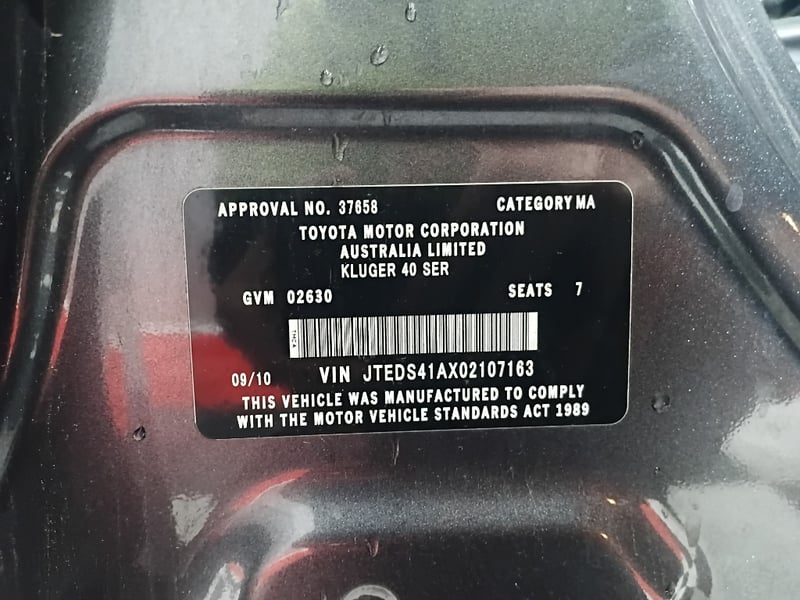 APPROVAL NO. 37658 CATEGORY MA
TOYOTA MOTOR CORPORATION
AUSTRALIA LIMITED
KLUGER 40 SER
GVM 02630 SEATS 7
TMCA
09/10 VIN JTEDS41AX02107163
THIS VEHICLE WAS MANUFACTURED TO COMPLY
WITH THE MOTOR VEHICLE STANDARDS ACT 1989